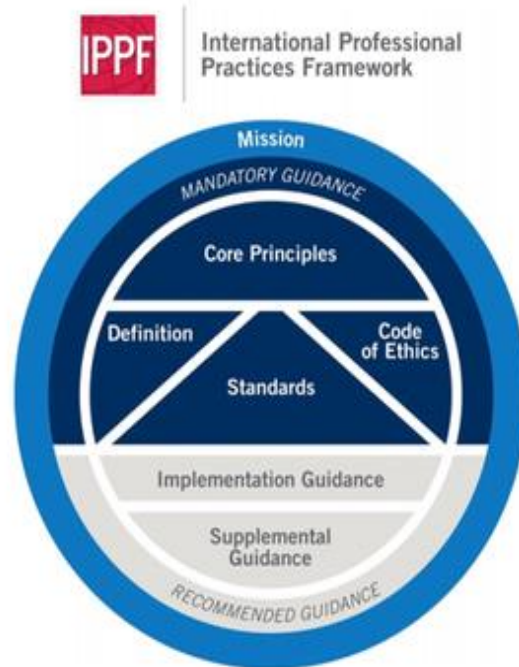 IPPF
International Professional
Practices Framework
Mission
MANDATORY GUIDANCE
Core Principles
Definition
Code
of Ethics
Standards
Implementation Guidance
Supplemental
Guidance
RECOMMENDED GUIDANCE